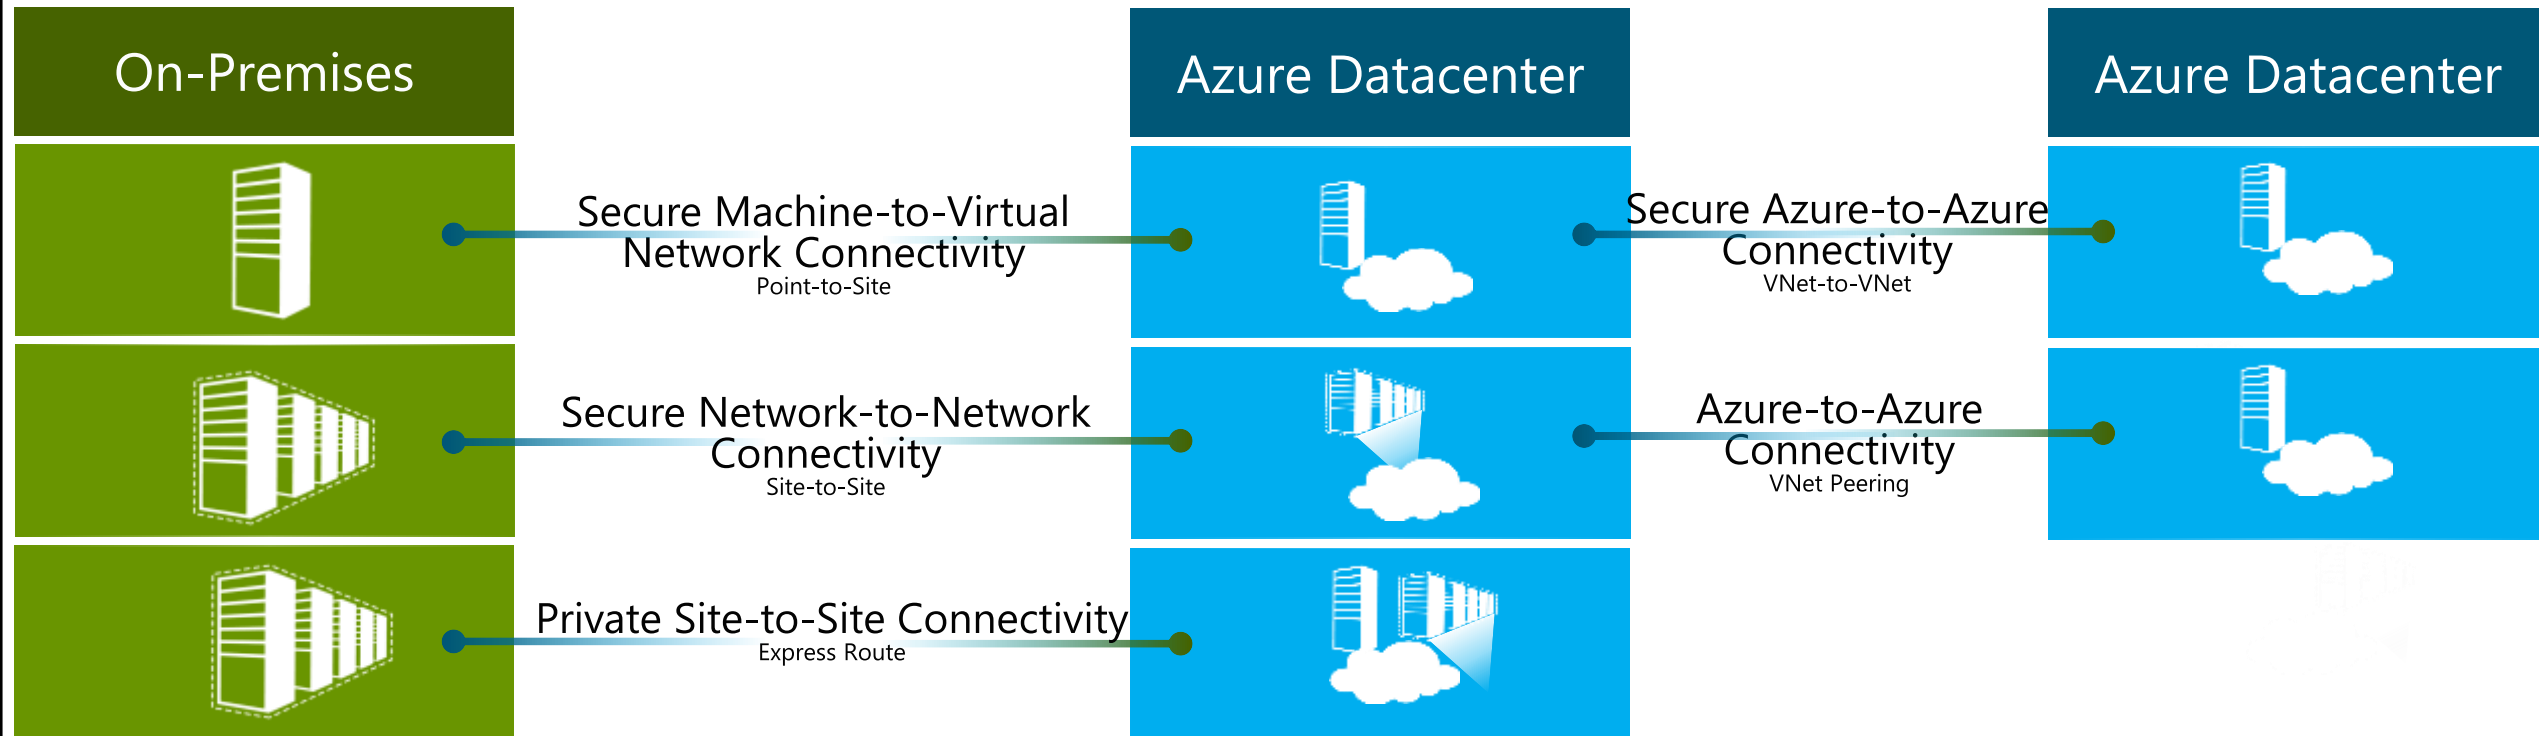 On-Premises
Azure Datacenter
Azure Datacenter
Secure Machine-to-Virtual
Network Connectivity
Point-to-Site
Secure Azure-to-Azure
Connectivity
VNet-to-VNet
Secure Network-to-Network
Connectivity
Site-to-Site
Azure-to-Azure
Connectivity
VNet Peering
Private Site-to-Site Connectivity
Express Route